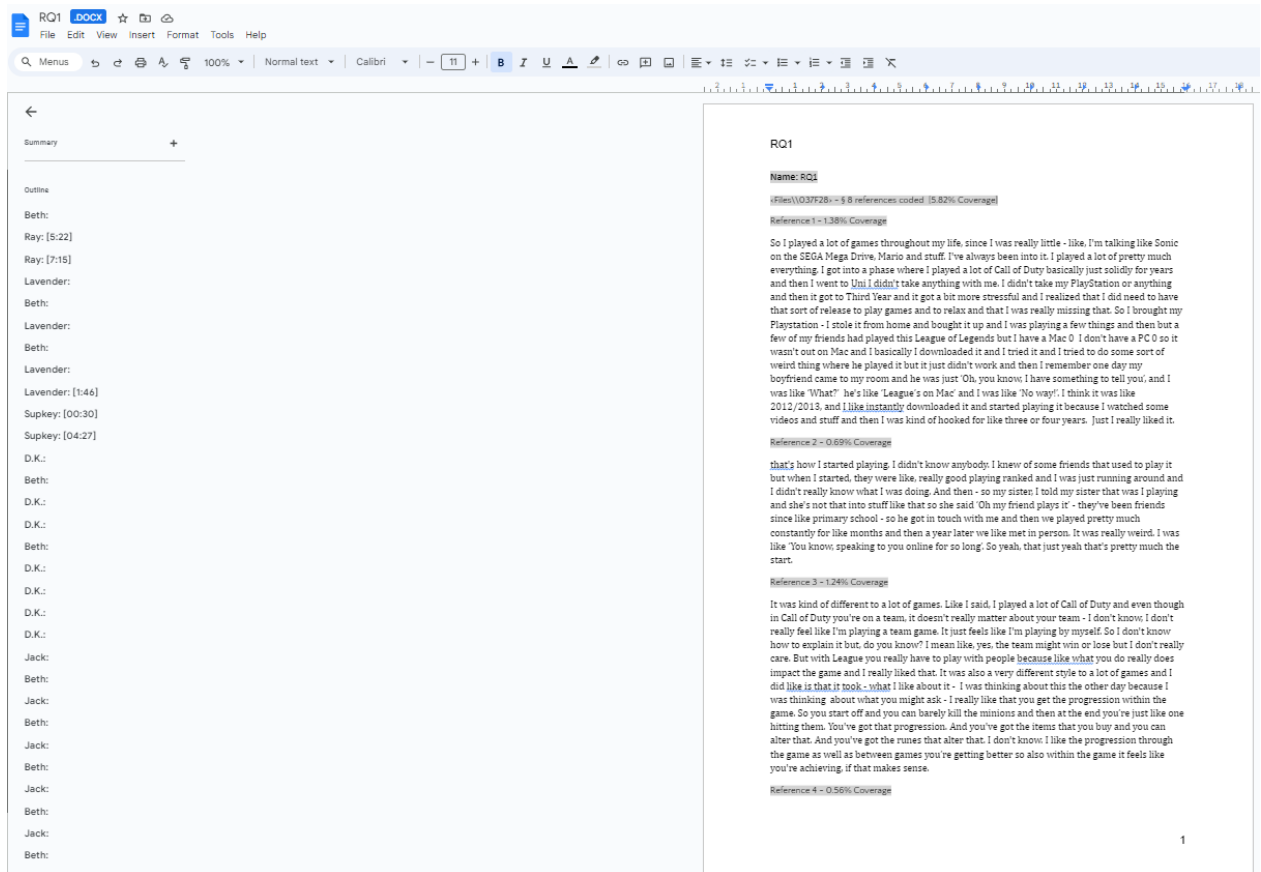 RQ1 .DOCX
File Edit View Insert Format Tools Help
Menus 100% Normal text Calibri 11 B I U A
2 1 1 2 3 4 5 6 7 8 9 10 11 12 13 14 15 16 17 18
Summary
Outline
Beth:
Ray: [5:22]
Ray: [7:15]
Lavender:
Beth:
Lavender:
Beth:
Lavender:
Lavender: [1:46]
Supkey: [00:30]
Supkey: [04:27]
D.K.:
Beth:
D.K.:
D.K.:
Beth:
D.K.:
D.K.:
D.K.:
D.K.:
Jack:
Beth:
Jack:
Beth:
Jack:
Beth:
Jack:
Beth:
Jack:
Beth:
RQ1
Name: RQ1
<Files\\037F28> - § 8 references coded [5.82% Coverage]
Reference 1 - 1.38% Coverage
So I played a lot of games throughout my life, since I was really little - like, I'm talking like Sonic
on the SEGA Mega Drive, Mario and stuff. I've always been into it. I played a lot of pretty much
everything. I got into a phase where I played a lot of Call of Duty basically just solidly for years
and then I went to Uni I didn't take anything with me. I didn't take my PlayStation or anything
and then it got to Third Year and it got a bit more stressful and I realized that I did need to have
that sort of release to play games and to relax and that I was really missing that. So I brought my
Playstation - I stole it from home and bought it up and I was playing a few things and then but a
few of my friends had played this League of Legends but I have a Mac 0  I don't have a PC 0 so it
wasn't out on Mac and I basically I downloaded it and I tried it and I tried to do some sort of
weird thing where he played it but it just didn't work and then I remember one day my
boyfriend came to my room and he was just 'Oh, you know, I have something to tell you', and I
was like 'What?'  he's like 'League's on Mac' and I was like 'No way!'. I think it was like
2012/2013, and I like instantly downloaded it and started playing it because I watched some
videos and stuff and then I was kind of hooked for like three or four years.  Just I really liked it.
Reference 2 - 0.69% Coverage
that's how I started playing. I didn't know anybody. I knew of some friends that used to play it
but when I started, they were like, really good playing ranked and I was just running around and
I didn't really know what I was doing. And then - so my sister, I told my sister that was I playing
and she's not that into stuff like that so she said 'Oh my friend plays it' - they've been friends
since like primary school - so he got in touch with me and then we played pretty much
constantly for like months and then a year later we like met in person. It was really weird. I was
like 'You know, speaking to you online for so long'. So yeah, that just yeah that's pretty much the
start.
Reference 3 - 1.24% Coverage
It was kind of different to a lot of games. Like I said, I played a lot of Call of Duty and even though
in Call of Duty you're on a team, it doesn't really matter about your team - I don't know, I don't
really feel like I'm playing a team game. It just feels like I'm playing by myself. So I don't know
how to explain it but, do you know? I mean like, yes, the team might win or lose but I don't really
care. But with League you really have to play with people because like what you do really does
impact the game and I really liked that. It was also a very different style to a lot of games and I
did like is that it took - what I like about it -  I was thinking about this the other day because I
was thinking  about what you might ask - I really like that you get the progression within the
game. So you start off and you can barely kill the minions and then at the end you're just like one
hitting them. You've got that progression. And you've got the items that you buy and you can
alter that. And you've got the runes that alter that. I don't know. I like the progression through
the game as well as between games you're getting better so also within the game it feels like
you're achieving, if that makes sense.
Reference 4 - 0.56% Coverage
1